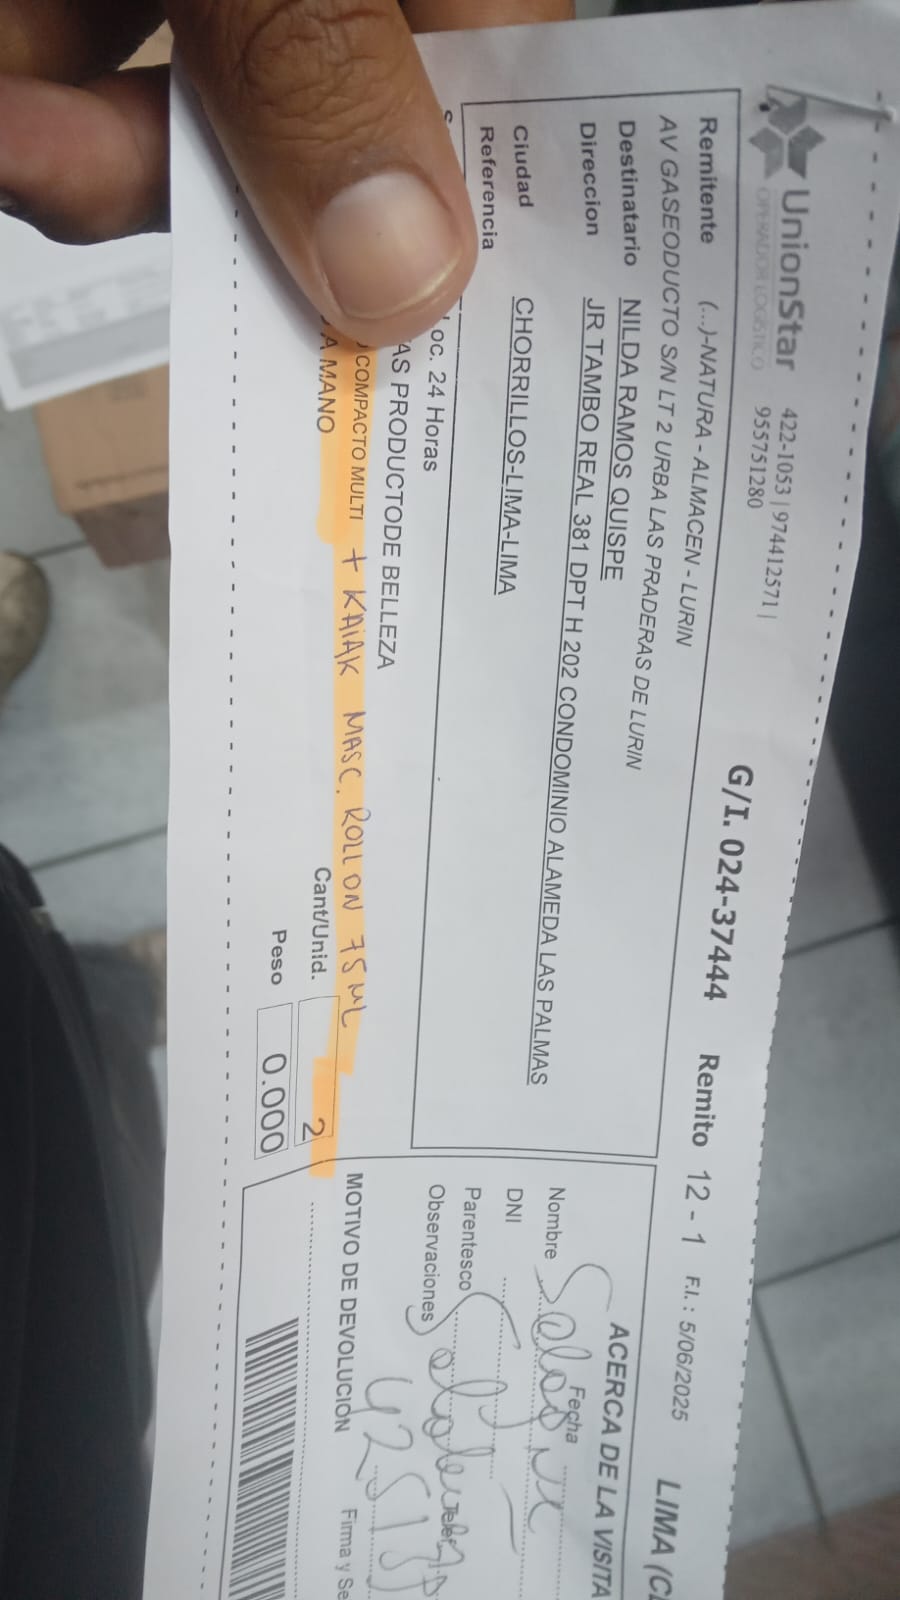 UnionStar
OPERADOR LOGÍSTICO
422-1053 | 974412571 |
955751280
G/I. 024-37444 Remito 12 - 1 F.I. : 5/06/2025 LIMA
Remitente (...)-NATURA - ALMACEN - LURIN
AV GASEODUCTO S/N LT 2 URBA LAS PRADERAS DE LURIN
Destinatario NILDA RAMOS QUISPE
Direccion JR TAMBO REAL 381 DPT H 202 CONDOMINIO ALAMEDA LAS PALMAS
Ciudad CHORRILLOS-LIMA-LIMA
Referencia
oc. 24 Horas
AS PRODUCTODE BELLEZA
COMPACTO MULTI + KAIAK MASC. ROLL ON 75 ML
A MANO
Cant/Unid. 2
Peso 0.000
ACERCA DE LA VISITA
Fecha
Nombre
DNI
Parentesco
Observaciones
MOTIVO DE DEVOLUCIÓN Firma y Se